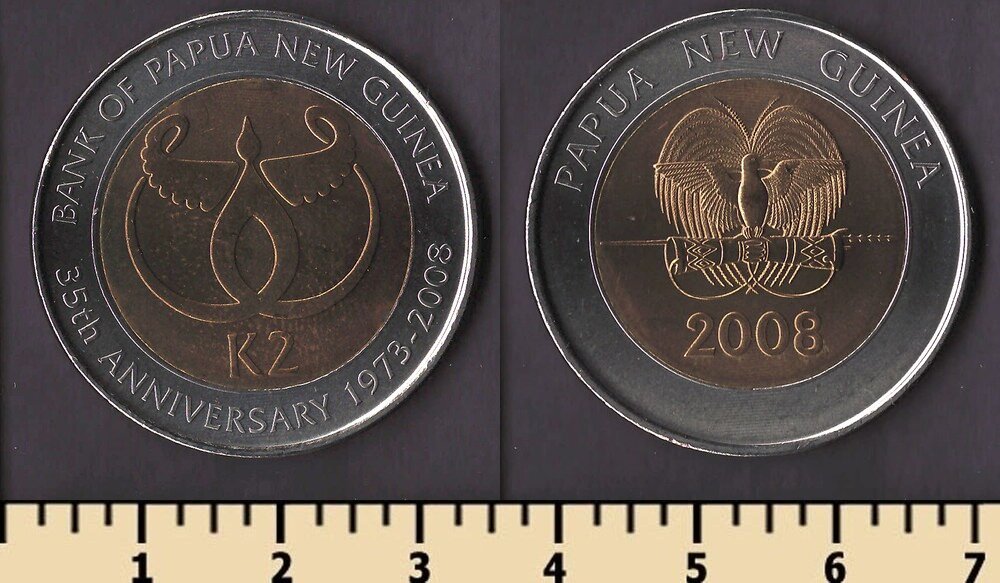 BANK OF PAPUA NEW GUINEA
35th ANNIVERSARY 1973-2008
K2
PAPUA NEW GUINEA
2008
1 2 3 4 5 6 7